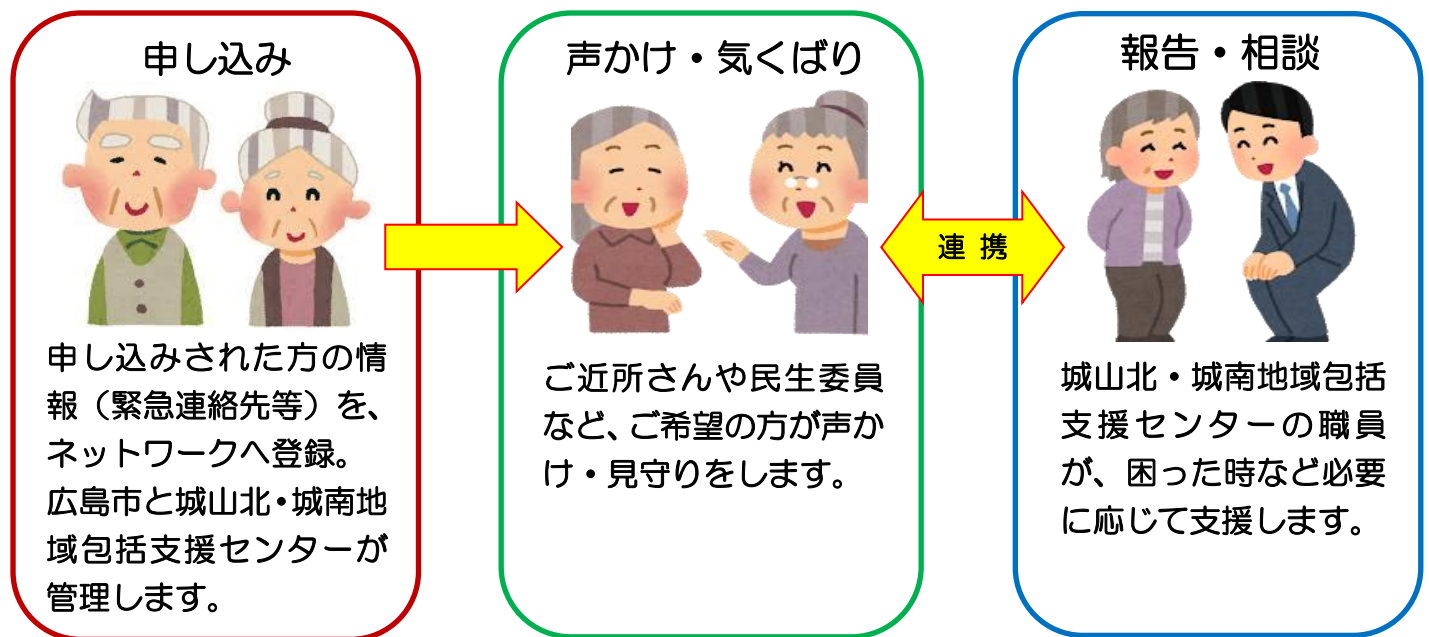 申し込み
申し込みされた方の情
報（緊急連絡先等）を、
ネットワークへ登録。
広島市と城山北・城南地
域包括支援センターが
管理します。
声かけ・気くばり
ご近所さんや民生委員
など、ご希望の方が声か
け・見守りをします。
連 携
報告・相談
城山北・城南地域包括
支援センターの職員
が、困った時など必要
に応じて支援します。